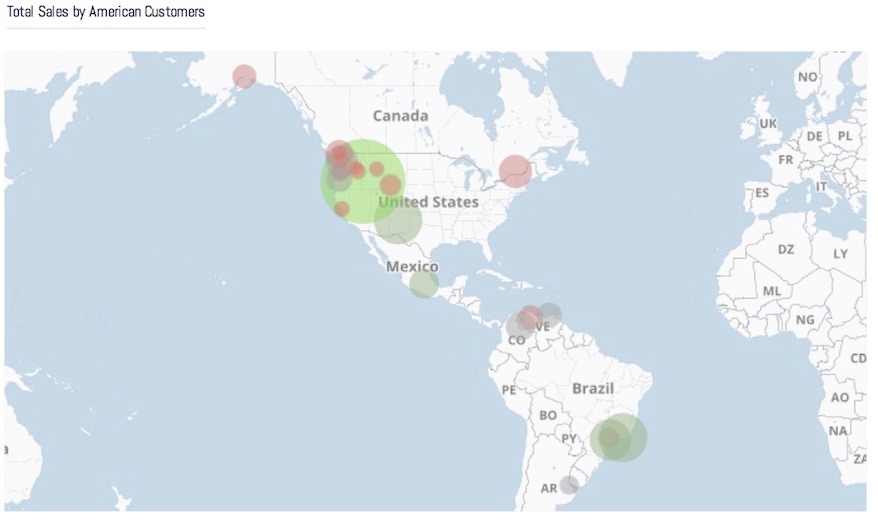 Total Sales by American Customers
NO
Canada
UK
DE PL
FR
ES
IT
United States
DZ
LY
Mexico
ML
NG
VE
CO
CD
PE
Brazil
AO
BO
PY
NA
AR
ZA
a